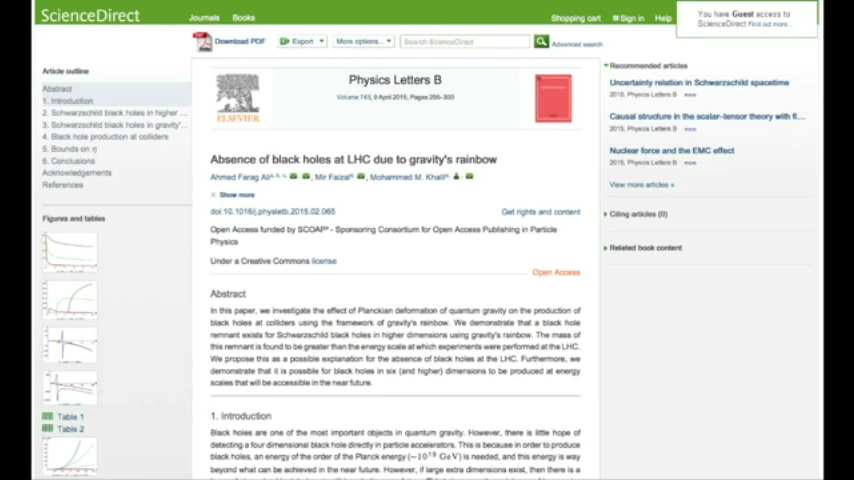 ScienceDirect
Journals Books
Shopping cart Sign in Help
You have Guest access to
ScienceDirect Find out more...
Download PDF Export More options... Search ScienceDirect Advanced search
Article outline
Abstract
1. Introduction
2. Schwarzschild black holes in higher ...
3. Schwarzschild black holes in gravity'...
4. Black hole production at colliders
5. Bounds on η
6. Conclusions
Acknowledgements
References
Figures and tables
Table 1
Table 2
ELSEVIER
Physics Letters B
Volume 743, 9 April 2015, Pages 295–300
Absence of black holes at LHC due to gravity's rainbow
Ahmed Farag Ali, Mir Faizal, Mohammed M. Khalil
Show more
doi:10.1016/j.physletb.2015.02.065
Get rights and content
Open Access funded by SCOAP³ - Sponsoring Consortium for Open Access Publishing in Particle
Physics
Under a Creative Commons license
Open Access
Abstract
In this paper, we investigate the effect of Planckian deformation of quantum gravity on the production of
black holes at colliders using the framework of gravity's rainbow. We demonstrate that a black hole
remnant exists for Schwarzschild black holes in higher dimensions using gravity's rainbow. The mass of
this remnant is found to be greater than the energy scale at which experiments were performed at the LHC.
We propose this as a possible explanation for the absence of black holes at the LHC. Furthermore, we
demonstrate that it is possible for black holes in six (and higher) dimensions to be produced at energy
scales that will be accessible in the near future.
1. Introduction
Black holes are one of the most important objects in quantum gravity. However, there is little hope of
detecting a four dimensional black hole directly in particle accelerators. This is because in order to produce
black holes, an energy of the order of the Planck energy (~10¹⁹ GeV) is needed, and this energy is way
beyond what can be achieved in the near future. However, if large extra dimensions exist, then there is a
Recommended articles
Uncertainty relation in Schwarzschild spacetime
2015, Physics Letters B more
Causal structure in the scalar–tensor theory with fi...
2015, Physics Letters B more
Nuclear force and the EMC effect
2015, Physics Letters B more
View more articles »
Citing articles (0)
Related book content